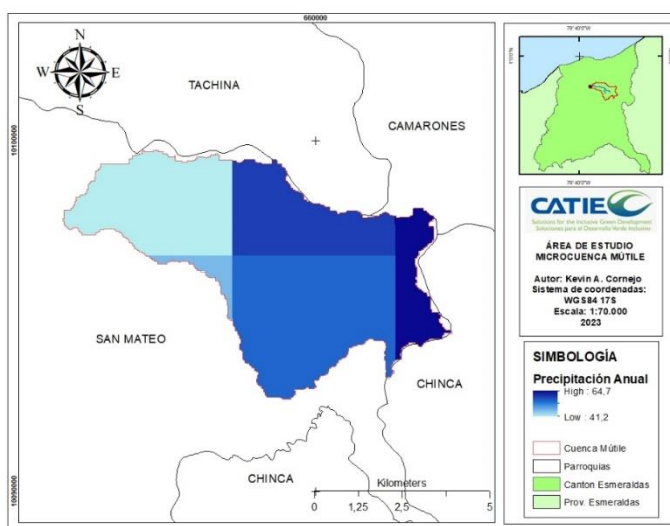 660000
N
W E
S
TACHINA
CAMARONES
10100000
SAN MATEO
CHINCA
CHINCA
10090000
Kilometers
0 1,25 2,5 5
CATIE
Solutions for the Inclusive Green Development
Soluciones para el Desarrollo Verde Inclusivo
ÁREA DE ESTUDIO
MICROCUENCA MÚTILE
Autor: Kevin A. Cornejo
Sistema de coordenadas:
WGS84 17S
Escala: 1:70.000
2023
SIMBOLOGÍA
Precipitación Anual
High : 64,7
Low : 41,2
Cuenca Mútile
Parroquias
Canton Esmeraldas
Prov. Esmeraldas